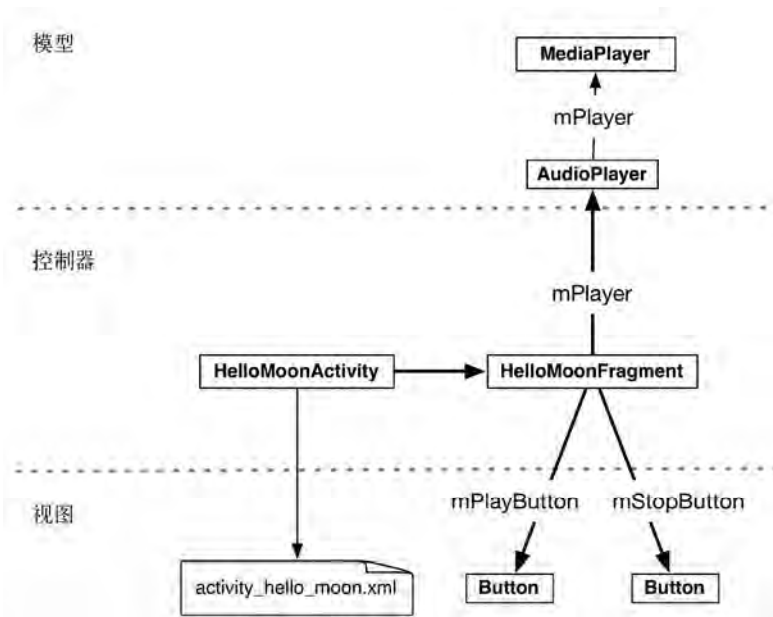 模型
MediaPlayer
mPlayer
AudioPlayer
控制器
mPlayer
HelloMoonActivity
HelloMoonFragment
视图
mPlayButton
mStopButton
activity_hello_moon.xml
Button
Button